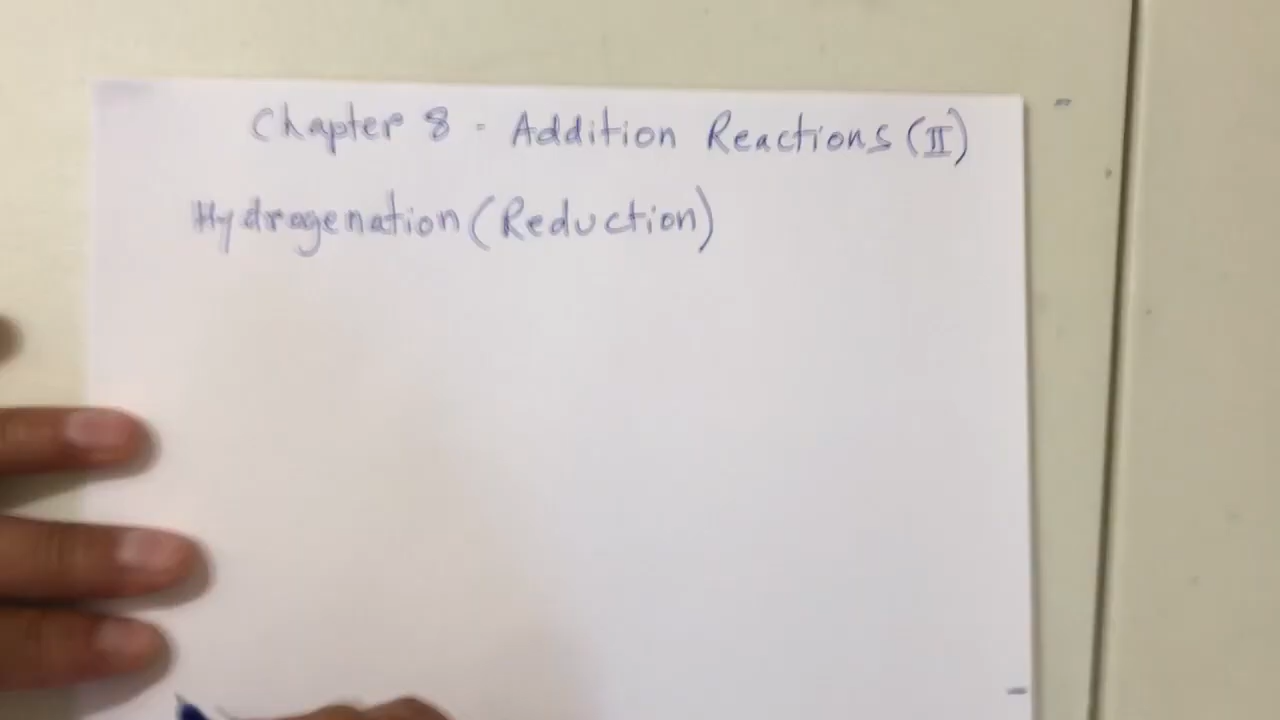 Chapter 8 - Addition Reactions (II)
Hydrogenation (Reduction)